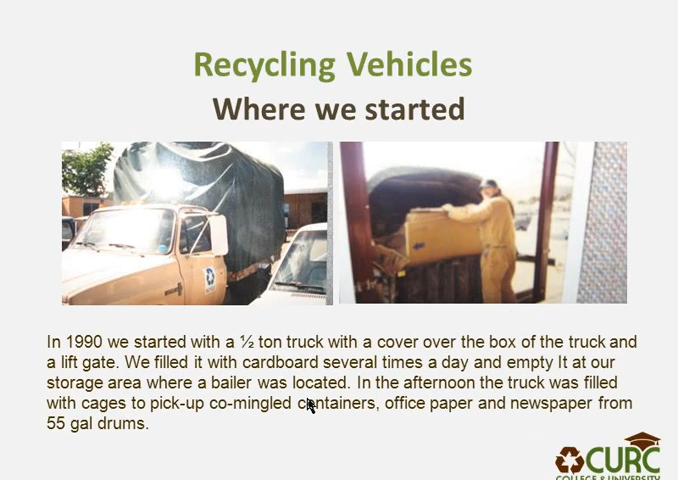 Recycling Vehicles
Where we started
In 1990 we started with a ½ ton truck with a cover over the box of the truck and
a lift gate. We filled it with cardboard several times a day and empty It at our
storage area where a bailer was located. In the afternoon the truck was filled
with cages to pick-up co-mingled containers, office paper and newspaper from
55 gal drums.
CURC
COLLEGE & UNIVERSITY